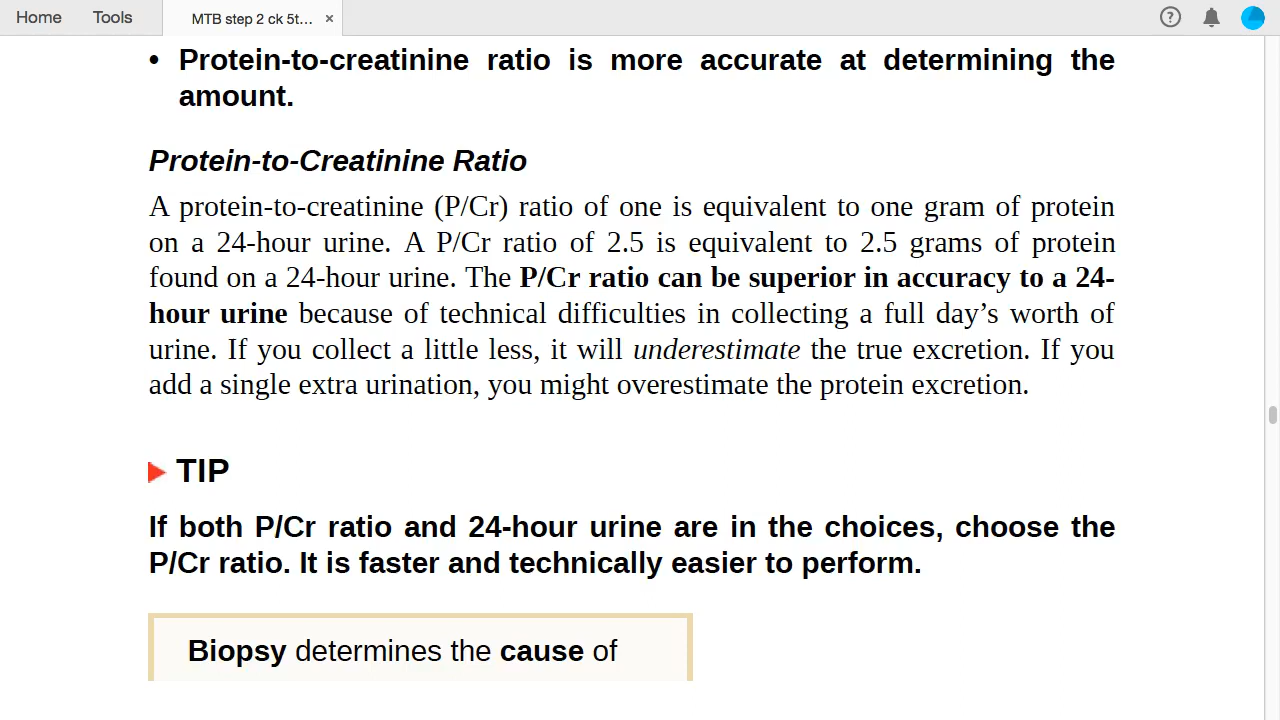 Home Tools MTB step 2 ck 5t... ×
• Protein-to-creatinine ratio is more accurate at determining the
amount.
Protein-to-Creatinine Ratio
A protein-to-creatinine (P/Cr) ratio of one is equivalent to one gram of protein
on a 24-hour urine. A P/Cr ratio of 2.5 is equivalent to 2.5 grams of protein
found on a 24-hour urine. The P/Cr ratio can be superior in accuracy to a 24-
hour urine because of technical difficulties in collecting a full day’s worth of
urine. If you collect a little less, it will underestimate the true excretion. If you
add a single extra urination, you might overestimate the protein excretion.
TIP
If both P/Cr ratio and 24-hour urine are in the choices, choose the
P/Cr ratio. It is faster and technically easier to perform.
Biopsy determines the cause of